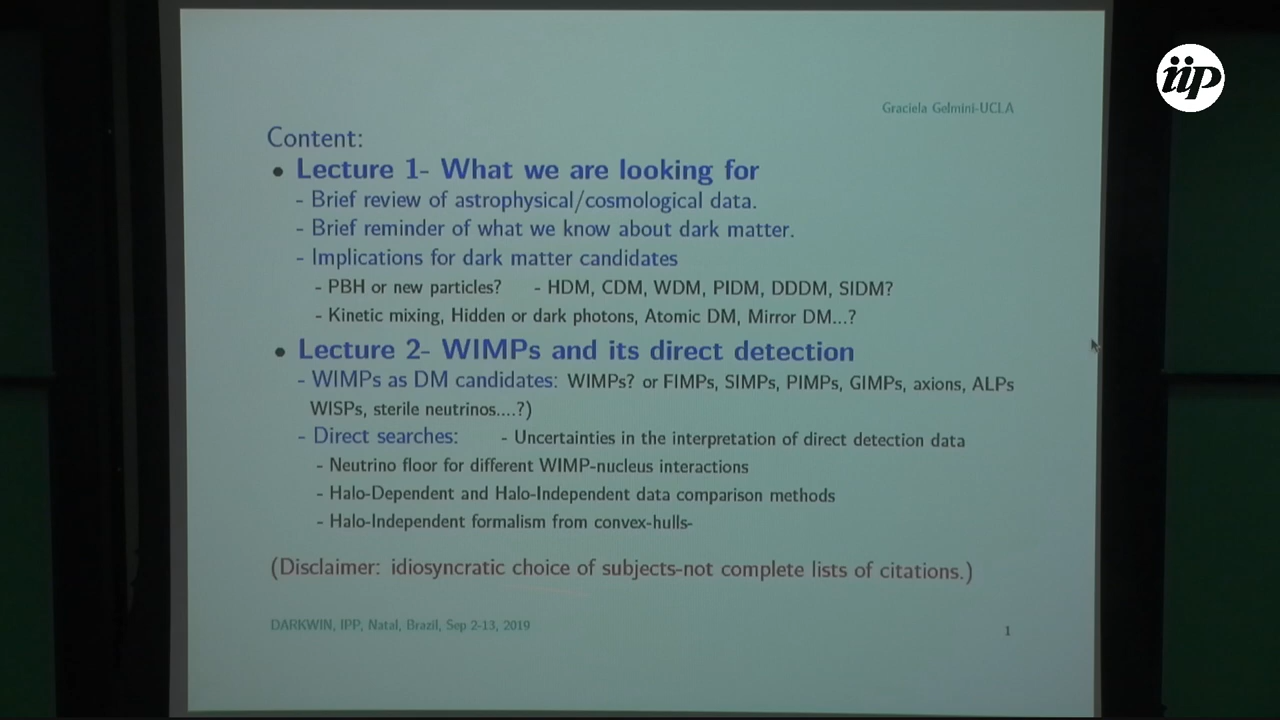 iip
Graciela Gelmini-UCLA
Content:
• Lecture 1- What we are looking for
- Brief review of astrophysical/cosmological data.
- Brief reminder of what we know about dark matter.
- Implications for dark matter candidates
- PBH or new particles? - HDM, CDM, WDM, PIDM, DDDM, SIDM?
- Kinetic mixing, Hidden or dark photons, Atomic DM, Mirror DM...?
• Lecture 2- WIMPs and its direct detection
- WIMPs as DM candidates: WIMPs? or FIMPs, SIMPs, PIMPs, GIMPs, axions, ALPs
WISPs, sterile neutrinos....?)
- Direct searches: - Uncertainties in the interpretation of direct detection data
- Neutrino floor for different WIMP-nucleus interactions
- Halo-Dependent and Halo-Independent data comparison methods
- Halo-Independent formalism from convex-hulls-
(Disclaimer: idiosyncratic choice of subjects-not complete lists of citations.)
DARKWIN, IPP, Natal, Brazil, Sep 2-13, 2019
1